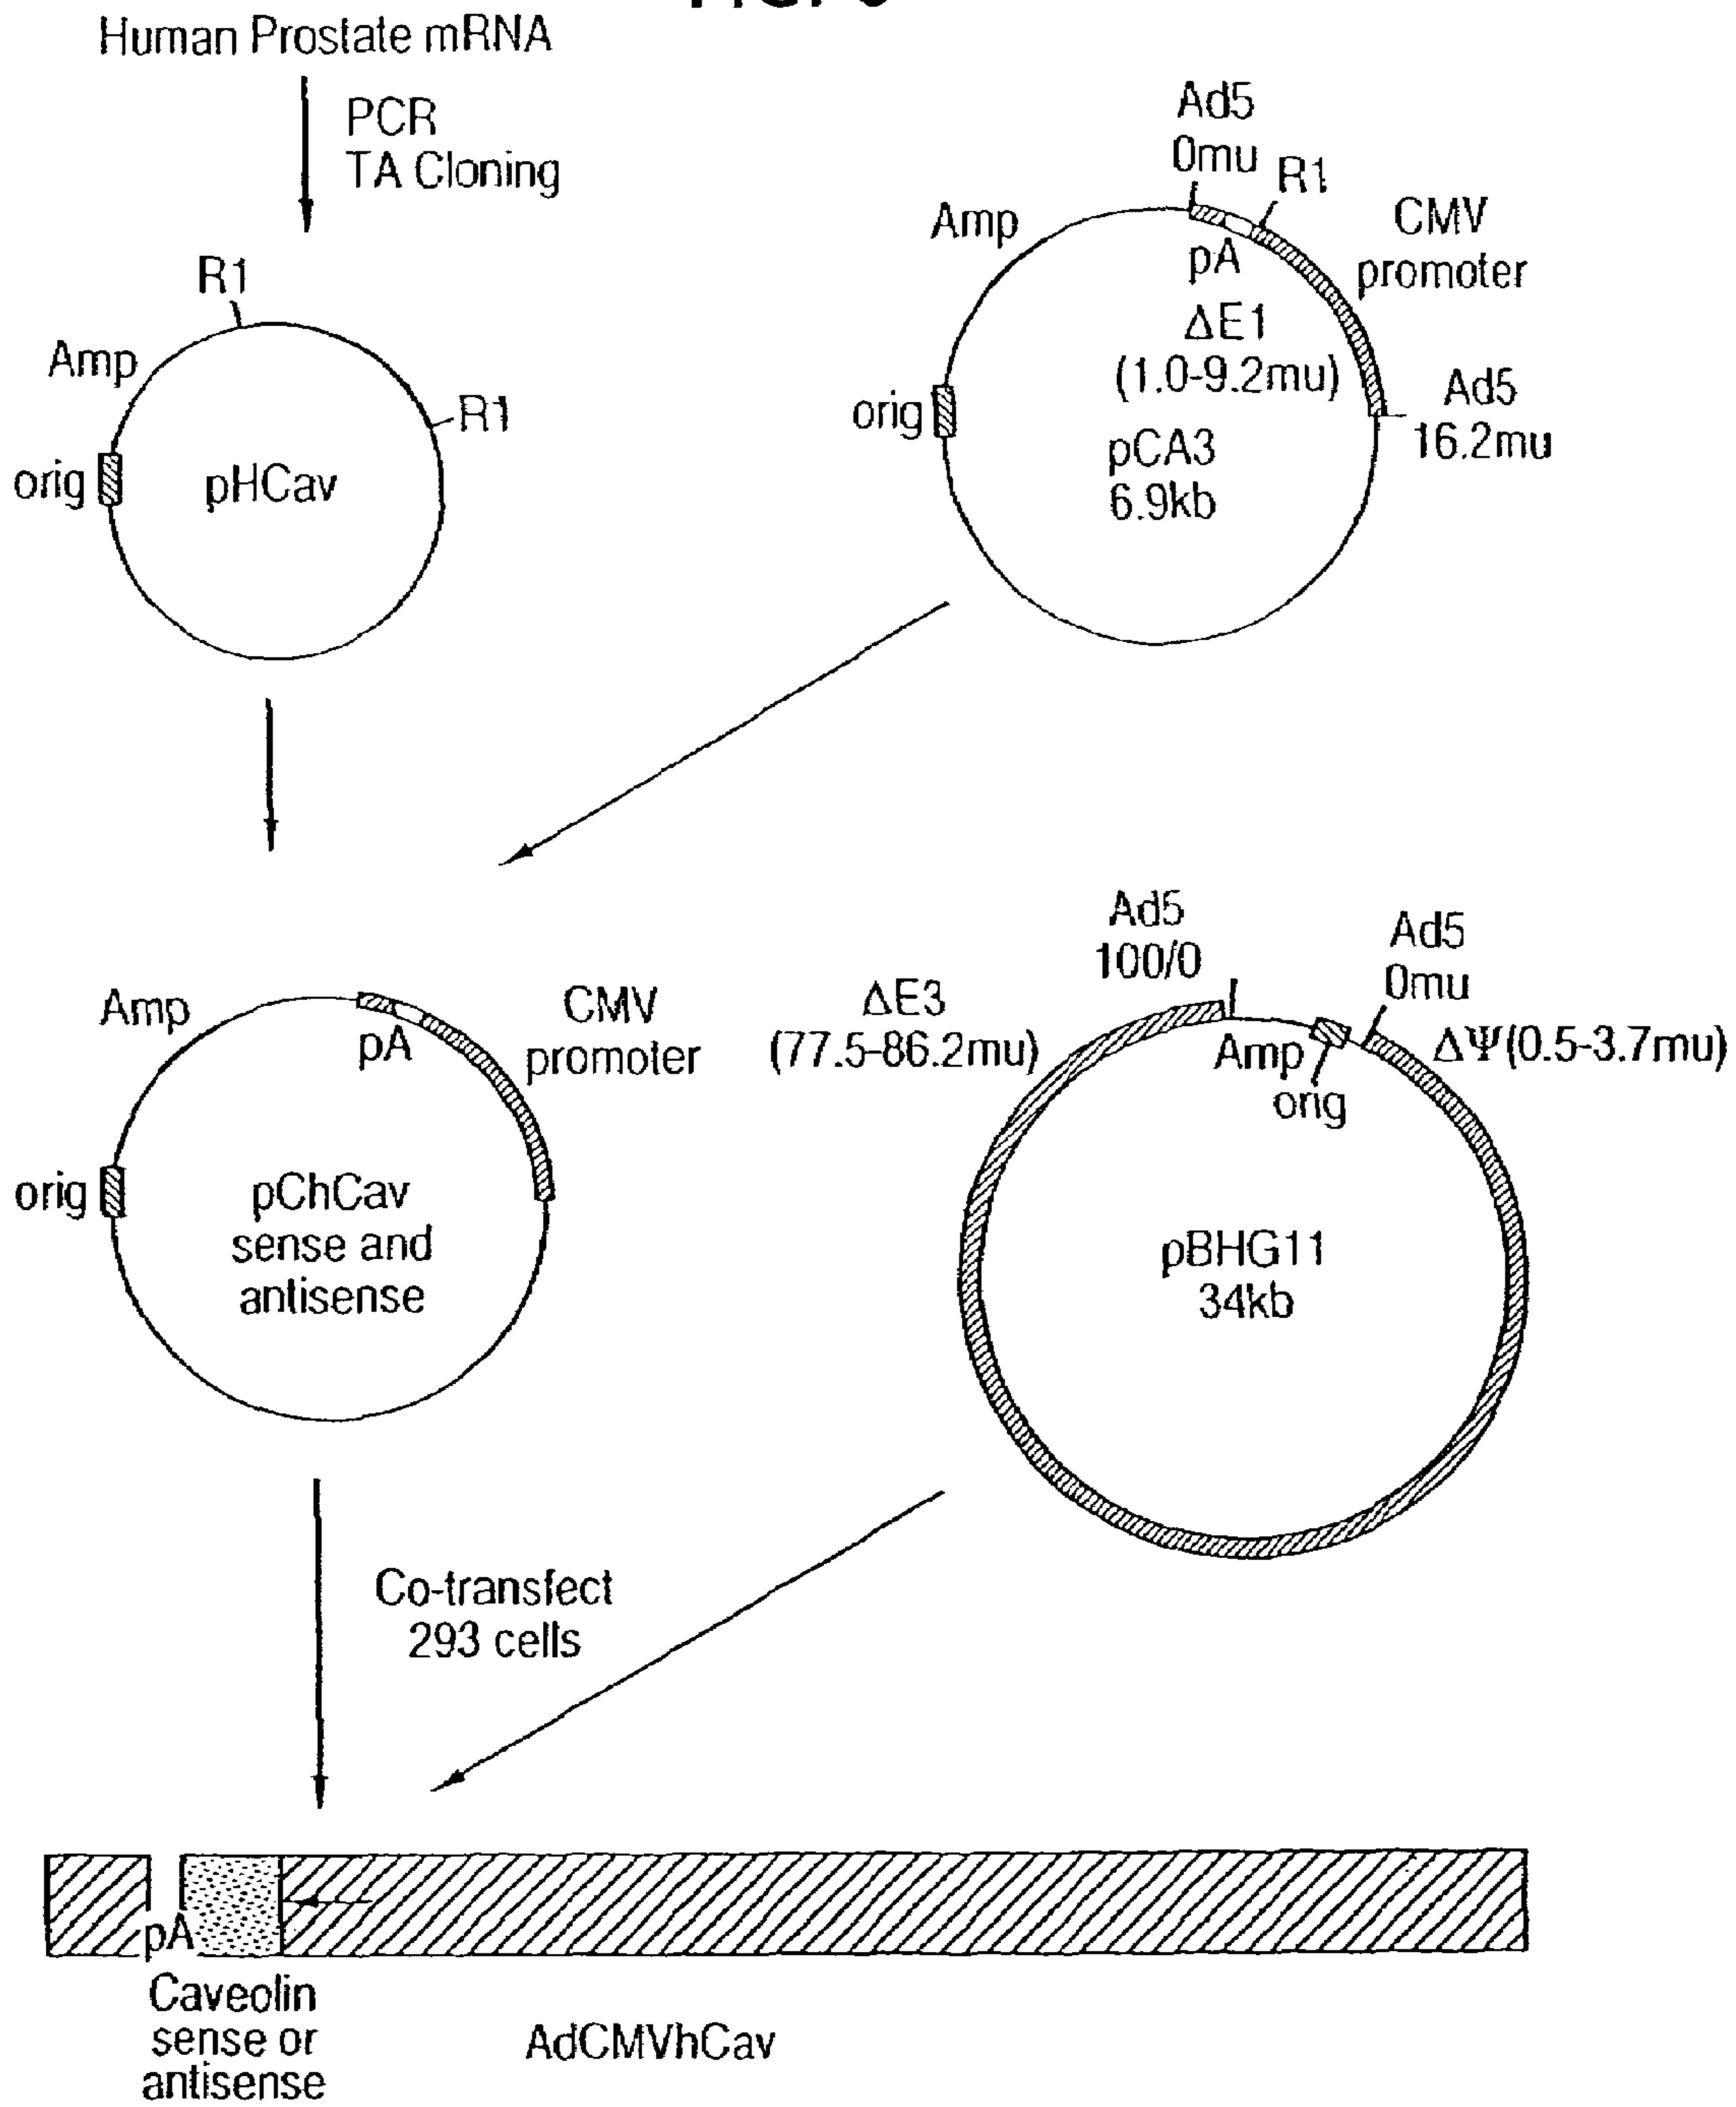 Human Prostate mRNA
PCR
TA Cloning
R1
Amp
R1
orig
pHCav
Ad5
0mu
R1
Amp
CMV
promoter
pA
ΔE1
(1.0-9.2mu)
orig
Ad5
16.2mu
pCA3
6.9kb
Amp
pA
CMV
promoter
orig
pChCav
sense and
antisense
Ad5
100/0
Ad5
0mu
ΔE3
(77.5-86.2mu)
Amp
orig
ΔΨ(0.5-3.7mu)
pBHG11
34kb
Co-transfect
293 cells
pA
Caveolin
sense or
antisense
AdCMVhCav